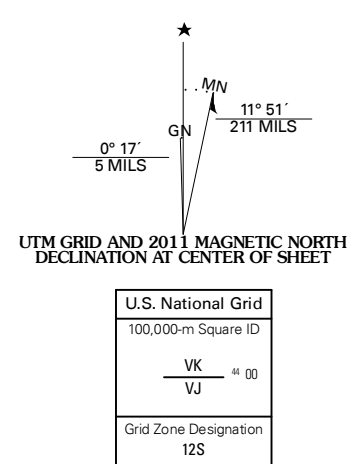 ★
MN
GN
11° 51´
211 MILS
0° 17´
5 MILS
UTM GRID AND 2011 MAGNETIC NORTH
DECLINATION AT CENTER OF SHEET
U.S. National Grid
100,000-m Square ID
VK
44 00
VJ
Grid Zone Designation
12S